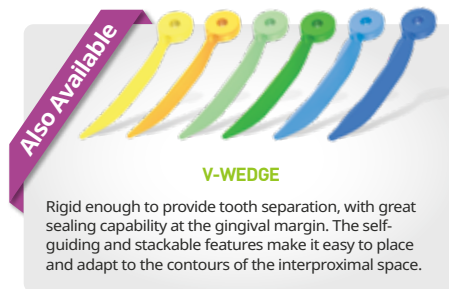 Also Available
V-WEDGE
Rigid enough to provide tooth separation, with great
sealing capability at the gingival margin. The self-
guiding and stackable features make it easy to place
and adapt to the contours of the interproximal space.